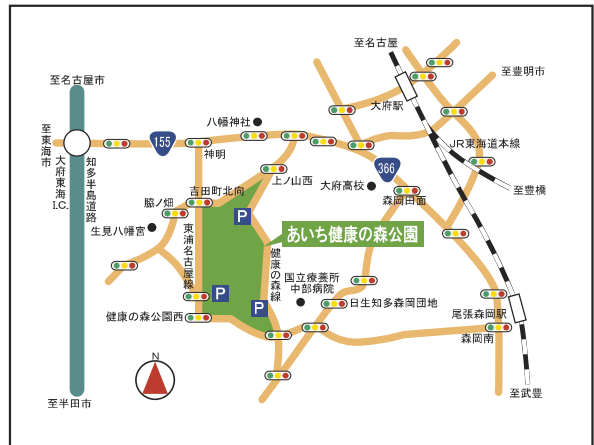 至名古屋
至豊明市
至名古屋市
大府駅
八幡神社
至東海市
155
神明
JR東海道本線
大府東海I.C.
知多半島道路
366
上ノ山西
大府高校
吉田町北向
至豊橋
森岡田面
脇ノ畑
P
生見八幡宮
東浦名古屋線
あいち健康の森公園
健康の森線
国立療養所
中部病院
P
P
日生知多森岡団地
尾張森岡駅
健康の森公園西
森岡南
N
至半田市
至武豊